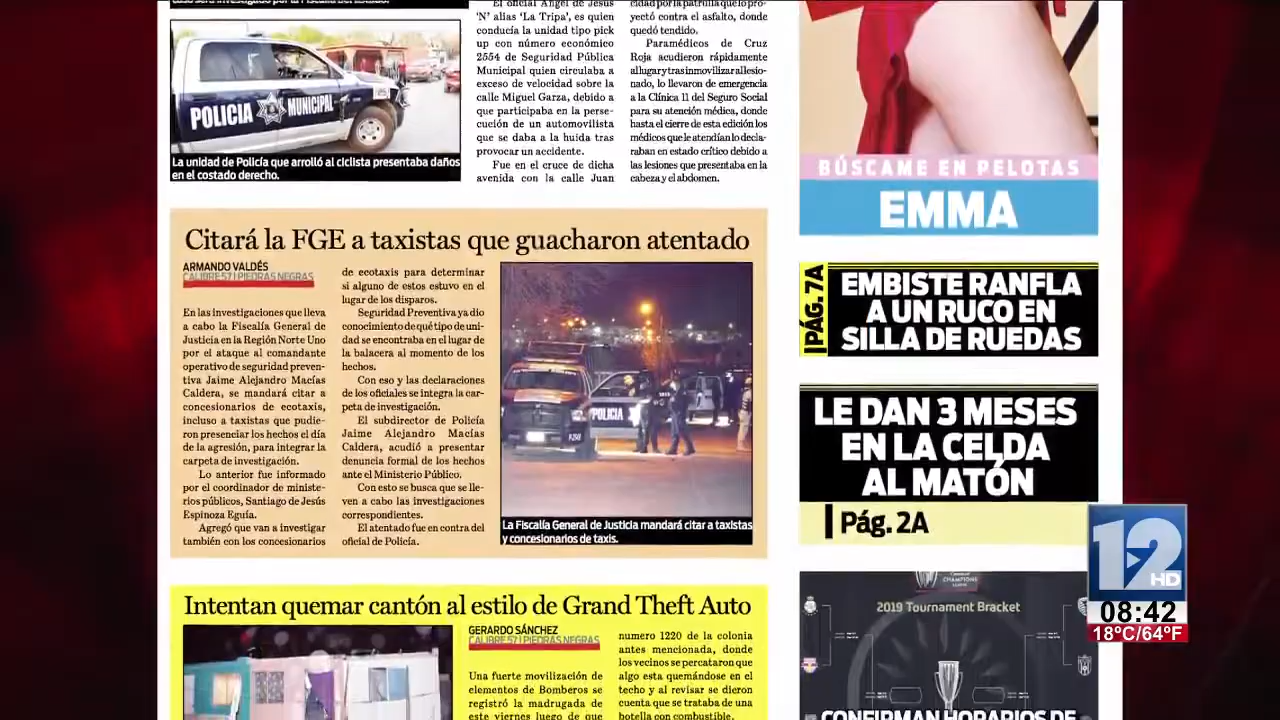 El oficial Ángel de Jesús
'N' alias 'La Tripa', es quien
conducía la unidad tipo pick
up con número económico
2554 de Seguridad Pública
Municipal quien circulaba a
exceso de velocidad sobre la
calle Miguel Garza, debido a
que participaba en la perse-
cución de un automovilista
que se daba a la huida tras
provocar un accidente.
Fue en el cruce de dicha
avenida con la calle Juan
cidad por la patrulla que lo pro-
yectó contra el asfalto, donde
quedó tendido.
Paramédicos de Cruz
Roja acudieron rápidamente
al lugar y tras inmovilizar al lesio-
nado, lo llevaron de emergencia
a la Clínica 11 del Seguro Social
para su atención médica, donde
hasta el cierre de esta edición los
médicos que le atendían lo decla-
raban en estado crítico debido a
las lesiones que presentaba en la
cabeza y el abdomen.
POLICIA MUNICIPAL
La unidad de Policía que arrolló al ciclista presentaba daños
en el costado derecho.
Citará la FGE a taxistas que guacharon atentado
ARMANDO VALDÉS
CALIBRE 57 | PIEDRAS NEGRAS
En las investigaciones que lleva
a cabo la Fiscalía General de
Justicia en la Región Norte Uno
por el ataque al comandante
operativo de seguridad preven-
tiva Jaime Alejandro Macías
Caldera, se mandará citar a
concesionarios de ecotaxis,
incluso a taxistas que pudie-
ron presenciar los hechos el día
de la agresión, para integrar la
carpeta de investigación.
Lo anterior fue informado
por el coordinador de ministe-
rios públicos, Santiago de Jesús
Espinoza Eguía.
Agregó que van a investigar
también con los concesionarios
de ecotaxis para determinar
si alguno de estos estuvo en el
lugar de los disparos.
Seguridad Preventiva ya dio
conocimiento de qué tipo de uni-
dad se encontraba en el lugar de
la balacera al momento de los
hechos.
Con eso y las declaraciones
de los oficiales se integra la car-
peta de investigación.
El subdirector de Policía
Jaime Alejandro Macías
Caldera, acudió a presentar
denuncia formal de los hechos
ante el Ministerio Público.
Con esto se busca que se lle-
ven a cabo las investigaciones
correspondientes.
El atentado fue en contra del
oficial de Policía.
POLICIA
La Fiscalía General de Justicia mandará citar a taxistas
y concesionarios de taxis.
Intentan quemar cantón al estilo de Grand Theft Auto
GERARDO SÁNCHEZ
CALIBRE 57 | PIEDRAS NEGRAS
Una fuerte movilización de
elementos de Bomberos se
registró la madrugada de
este viernes luego de que
numero 1220 de la colonia
antes mencionada, donde
los vecinos se percataron que
algo esta quemándose en el
techo y al revisar se dieron
cuenta que se trataba de una
botella con combustible.
BÚSCAME EN PELOTAS
EMMA
PÁG. 7A
EMBISTE RANFLA
A UN RUCO EN
SILLA DE RUEDAS
LE DAN 3 MESES
EN LA CELDA
AL MATÓN
Pág. 2A
CHAMPIONS
2019 Tournament Bracket
CONFIRMAN HORARIOS DE
12
HD
08:42
18°C/64°F